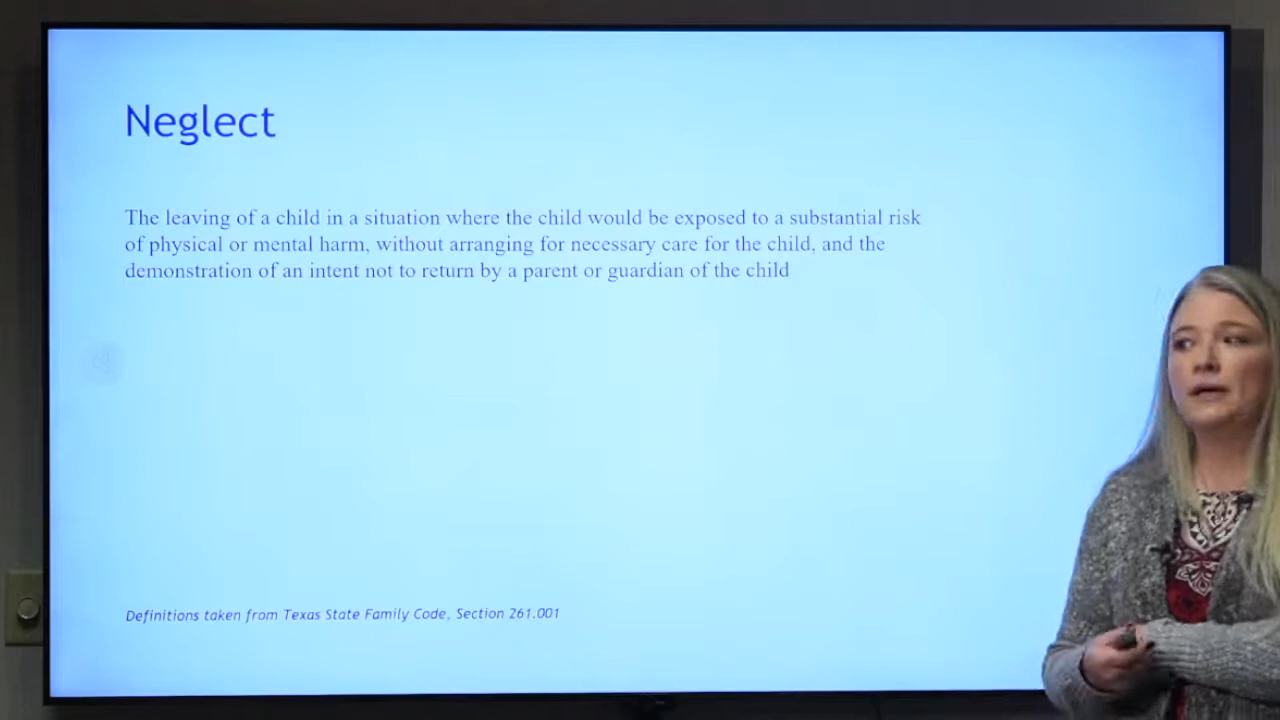 Neglect
The leaving of a child in a situation where the child would be exposed to a substantial risk
of physical or mental harm, without arranging for necessary care for the child, and the
demonstration of an intent not to return by a parent or guardian of the child
Definitions taken from Texas State Family Code, Section 261.001